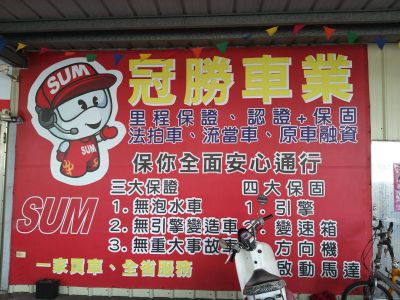 SUM
冠勝車業
里程保證、認證+保固
法拍車、流當車、原車融資
保你全面安心通行
SUM
SUM
三大保證
1.無泡水車
2.無引擎變造車
3.無重大事故車
四大保固
1.引擎
變速箱
方向機
啟動馬達
一家買車、全省服務